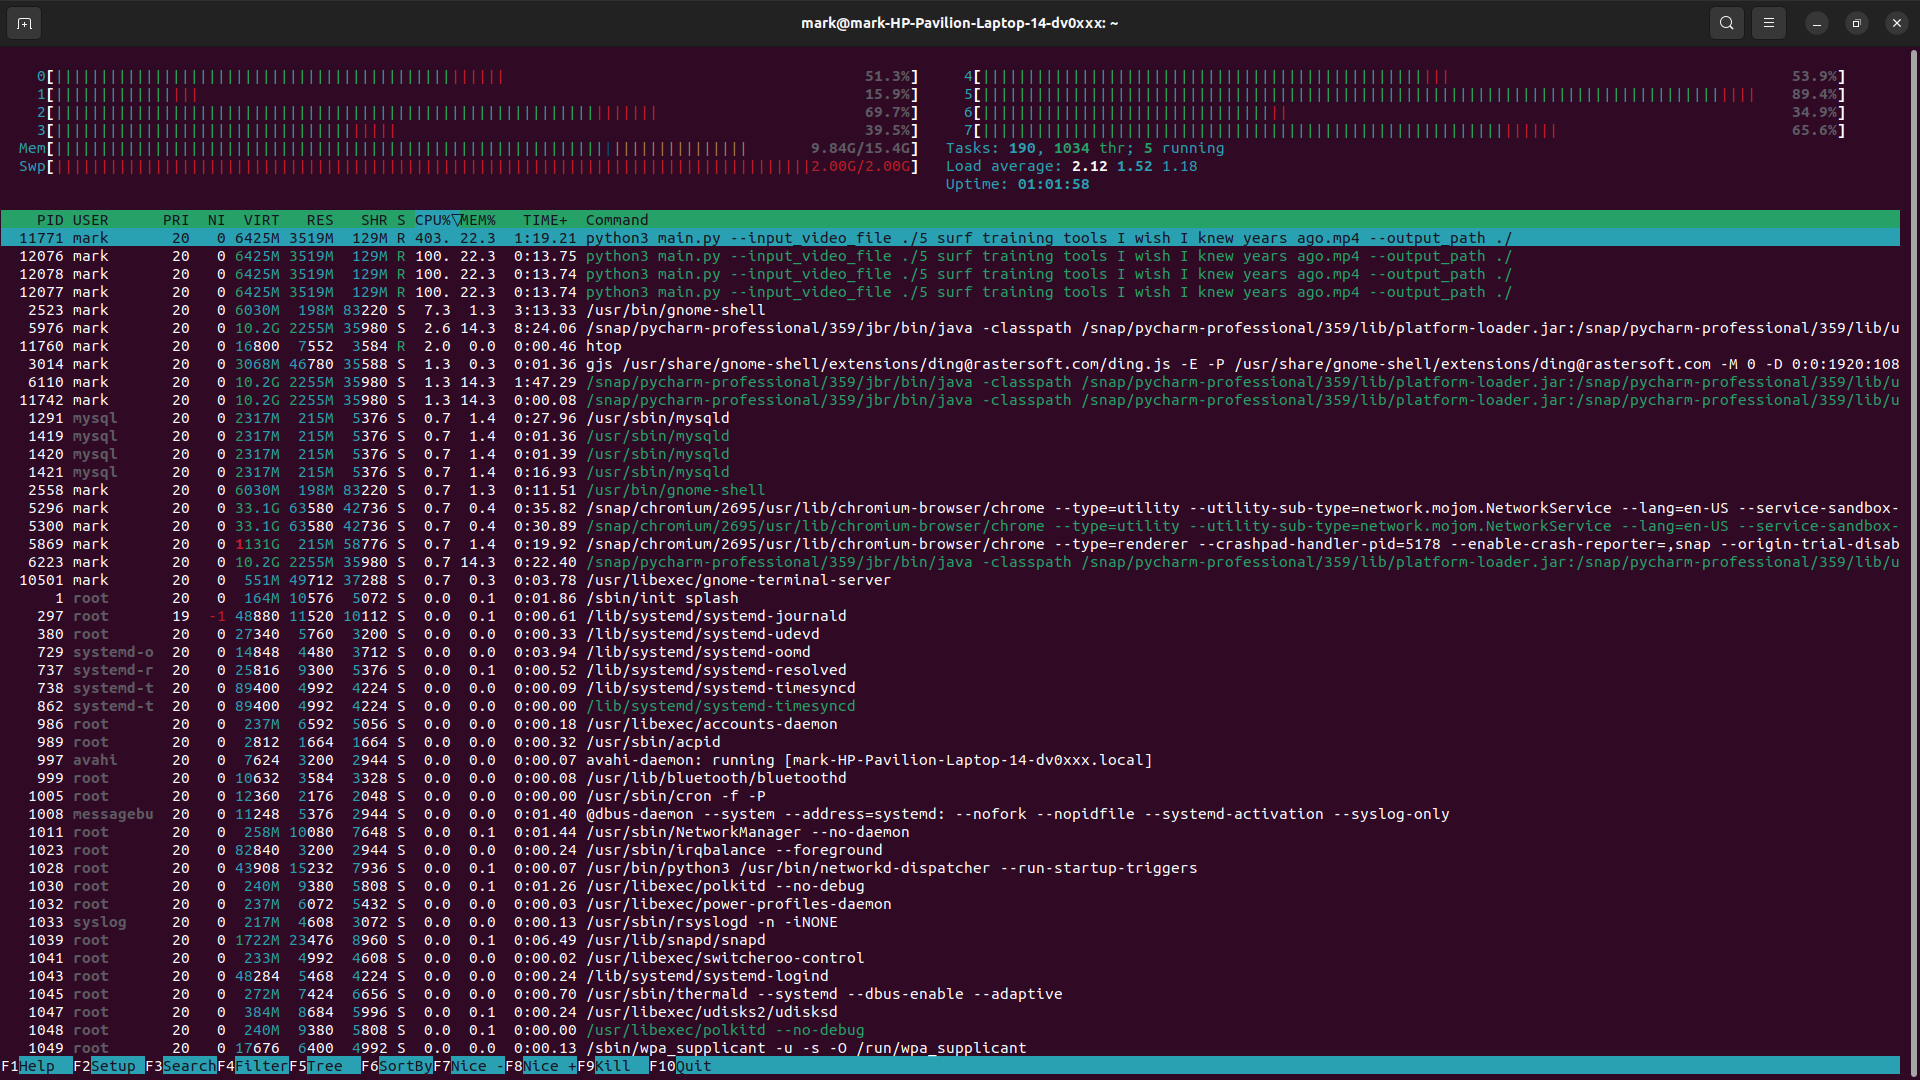 mark@mark-HP-Pavilion-Laptop-14-dv0xxx: ~
0[ 51.3%] 4[ 53.9%]
1[ 15.9%] 5[ 89.4%]
2[ 69.7%] 6[ 34.9%]
3[ 39.5%] 7[ 65.6%]
Mem[ 9.84G/15.4G] Tasks: 190, 1034 thr; 5 running
Swp[ 2.00G/2.00G] Load average: 2.12 1.52 1.18
Uptime: 01:01:58
PID USER PRI NI VIRT RES SHR S CPU%▽MEM% TIME+ Command
11771 mark 20 0 6425M 3519M 129M R 403. 22.3 1:19.21 python3 main.py --input_video_file ./5 surf training tools I wish I knew years ago.mp4 --output_path ./
12076 mark 20 0 6425M 3519M 129M R 100. 22.3 0:13.75 python3 main.py --input_video_file ./5 surf training tools I wish I knew years ago.mp4 --output_path ./
12078 mark 20 0 6425M 3519M 129M R 100. 22.3 0:13.74 python3 main.py --input_video_file ./5 surf training tools I wish I knew years ago.mp4 --output_path ./
12077 mark 20 0 6425M 3519M 129M R 100. 22.3 0:13.74 python3 main.py --input_video_file ./5 surf training tools I wish I knew years ago.mp4 --output_path ./
2523 mark 20 0 6030M 198M 83220 S 7.3 1.3 3:13.33 /usr/bin/gnome-shell
5976 mark 20 0 10.2G 2255M 35980 S 2.6 14.3 8:24.06 /snap/pycharm-professional/359/jbr/bin/java -classpath /snap/pycharm-professional/359/lib/platform-loader.jar:/snap/pycharm-professional/359/lib/u
11760 mark 20 0 16800 7552 3584 R 2.0 0.0 0:00.46 htop
3014 mark 20 0 3068M 46780 35588 S 1.3 0.3 0:01.36 gjs /usr/share/gnome-shell/extensions/ding@rastersoft.com/ding.js -E -P /usr/share/gnome-shell/extensions/ding@rastersoft.com -M 0 -D 0:0:1920:108
6110 mark 20 0 10.2G 2255M 35980 S 1.3 14.3 1:47.29 /snap/pycharm-professional/359/jbr/bin/java -classpath /snap/pycharm-professional/359/lib/platform-loader.jar:/snap/pycharm-professional/359/lib/u
11742 mark 20 0 10.2G 2255M 35980 S 1.3 14.3 0:00.08 /snap/pycharm-professional/359/jbr/bin/java -classpath /snap/pycharm-professional/359/lib/platform-loader.jar:/snap/pycharm-professional/359/lib/u
1291 mysql 20 0 2317M 215M 5376 S 0.7 1.4 0:27.96 /usr/sbin/mysqld
1419 mysql 20 0 2317M 215M 5376 S 0.7 1.4 0:01.36 /usr/sbin/mysqld
1420 mysql 20 0 2317M 215M 5376 S 0.7 1.4 0:01.39 /usr/sbin/mysqld
1421 mysql 20 0 2317M 215M 5376 S 0.7 1.4 0:16.93 /usr/sbin/mysqld
2558 mark 20 0 6030M 198M 83220 S 0.7 1.3 0:11.51 /usr/bin/gnome-shell
5296 mark 20 0 33.1G 63580 42736 S 0.7 0.4 0:35.82 /snap/chromium/2695/usr/lib/chromium-browser/chrome --type=utility --utility-sub-type=network.mojom.NetworkService --lang=en-US --service-sandbox-
5300 mark 20 0 33.1G 63580 42736 S 0.7 0.4 0:30.89 /snap/chromium/2695/usr/lib/chromium-browser/chrome --type=utility --utility-sub-type=network.mojom.NetworkService --lang=en-US --service-sandbox-
5869 mark 20 0 1131G 215M 58776 S 0.7 1.4 0:19.92 /snap/chromium/2695/usr/lib/chromium-browser/chrome --type=renderer --crashpad-handler-pid=5178 --enable-crash-reporter=,snap --origin-trial-disab
6223 mark 20 0 10.2G 2255M 35980 S 0.7 14.3 0:22.40 /snap/pycharm-professional/359/jbr/bin/java -classpath /snap/pycharm-professional/359/lib/platform-loader.jar:/snap/pycharm-professional/359/lib/u
10501 mark 20 0 551M 49712 37288 S 0.7 0.3 0:03.78 /usr/libexec/gnome-terminal-server
1 root 20 0 164M 10576 5072 S 0.0 0.1 0:01.86 /sbin/init splash
297 root 19 -1 48880 11520 10112 S 0.0 0.1 0:00.61 /lib/systemd/systemd-journald
380 root 20 0 27340 5760 3200 S 0.0 0.0 0:00.33 /lib/systemd/systemd-udevd
729 systemd-o 20 0 14848 4480 3712 S 0.0 0.0 0:03.94 /lib/systemd/systemd-oomd
737 systemd-r 20 0 25816 9300 5376 S 0.0 0.1 0:00.52 /lib/systemd/systemd-resolved
738 systemd-t 20 0 89400 4992 4224 S 0.0 0.0 0:00.09 /lib/systemd/systemd-timesyncd
862 systemd-t 20 0 89400 4992 4224 S 0.0 0.0 0:00.00 /lib/systemd/systemd-timesyncd
986 root 20 0 237M 6592 5056 S 0.0 0.0 0:00.18 /usr/libexec/accounts-daemon
989 root 20 0 2812 1664 1664 S 0.0 0.0 0:00.32 /usr/sbin/acpid
997 avahi 20 0 7624 3200 2944 S 0.0 0.0 0:00.07 avahi-daemon: running [mark-HP-Pavilion-Laptop-14-dv0xxx.local]
999 root 20 0 10632 3584 3328 S 0.0 0.0 0:00.08 /usr/lib/bluetooth/bluetoothd
1005 root 20 0 12360 2176 2048 S 0.0 0.0 0:00.00 /usr/sbin/cron -f -P
1008 messagebu 20 0 11248 5376 2944 S 0.0 0.0 0:01.40 @dbus-daemon --system --address=systemd: --nofork --nopidfile --systemd-activation --syslog-only
1011 root 20 0 258M 10080 7648 S 0.0 0.1 0:01.44 /usr/sbin/NetworkManager --no-daemon
1023 root 20 0 82840 3200 2944 S 0.0 0.0 0:00.24 /usr/sbin/irqbalance --foreground
1028 root 20 0 43908 15232 7936 S 0.0 0.1 0:00.07 /usr/bin/python3 /usr/bin/networkd-dispatcher --run-startup-triggers
1030 root 20 0 240M 9380 5808 S 0.0 0.1 0:01.26 /usr/libexec/polkitd --no-debug
1032 root 20 0 237M 6072 5432 S 0.0 0.0 0:00.03 /usr/libexec/power-profiles-daemon
1033 syslog 20 0 217M 4608 3072 S 0.0 0.0 0:00.13 /usr/sbin/rsyslogd -n -iNONE
1039 root 20 0 1722M 23476 8960 S 0.0 0.1 0:06.49 /usr/lib/snapd/snapd
1041 root 20 0 233M 4992 4608 S 0.0 0.0 0:00.02 /usr/libexec/switcheroo-control
1043 root 20 0 48284 5468 4224 S 0.0 0.0 0:00.24 /lib/systemd/systemd-logind
1045 root 20 0 272M 7424 6656 S 0.0 0.0 0:00.70 /usr/sbin/thermald --systemd --dbus-enable --adaptive
1047 root 20 0 384M 8684 5996 S 0.0 0.1 0:00.24 /usr/libexec/udisks2/udisksd
1048 root 20 0 240M 9380 5808 S 0.0 0.1 0:00.00 /usr/libexec/polkitd --no-debug
1049 root 20 0 17676 6400 4992 S 0.0 0.0 0:00.13 /sbin/wpa_supplicant -u -s -O /run/wpa_supplicant
F1Help F2Setup F3SearchF4FilterF5Tree F6SortByF7Nice -F8Nice +F9Kill F10Quit